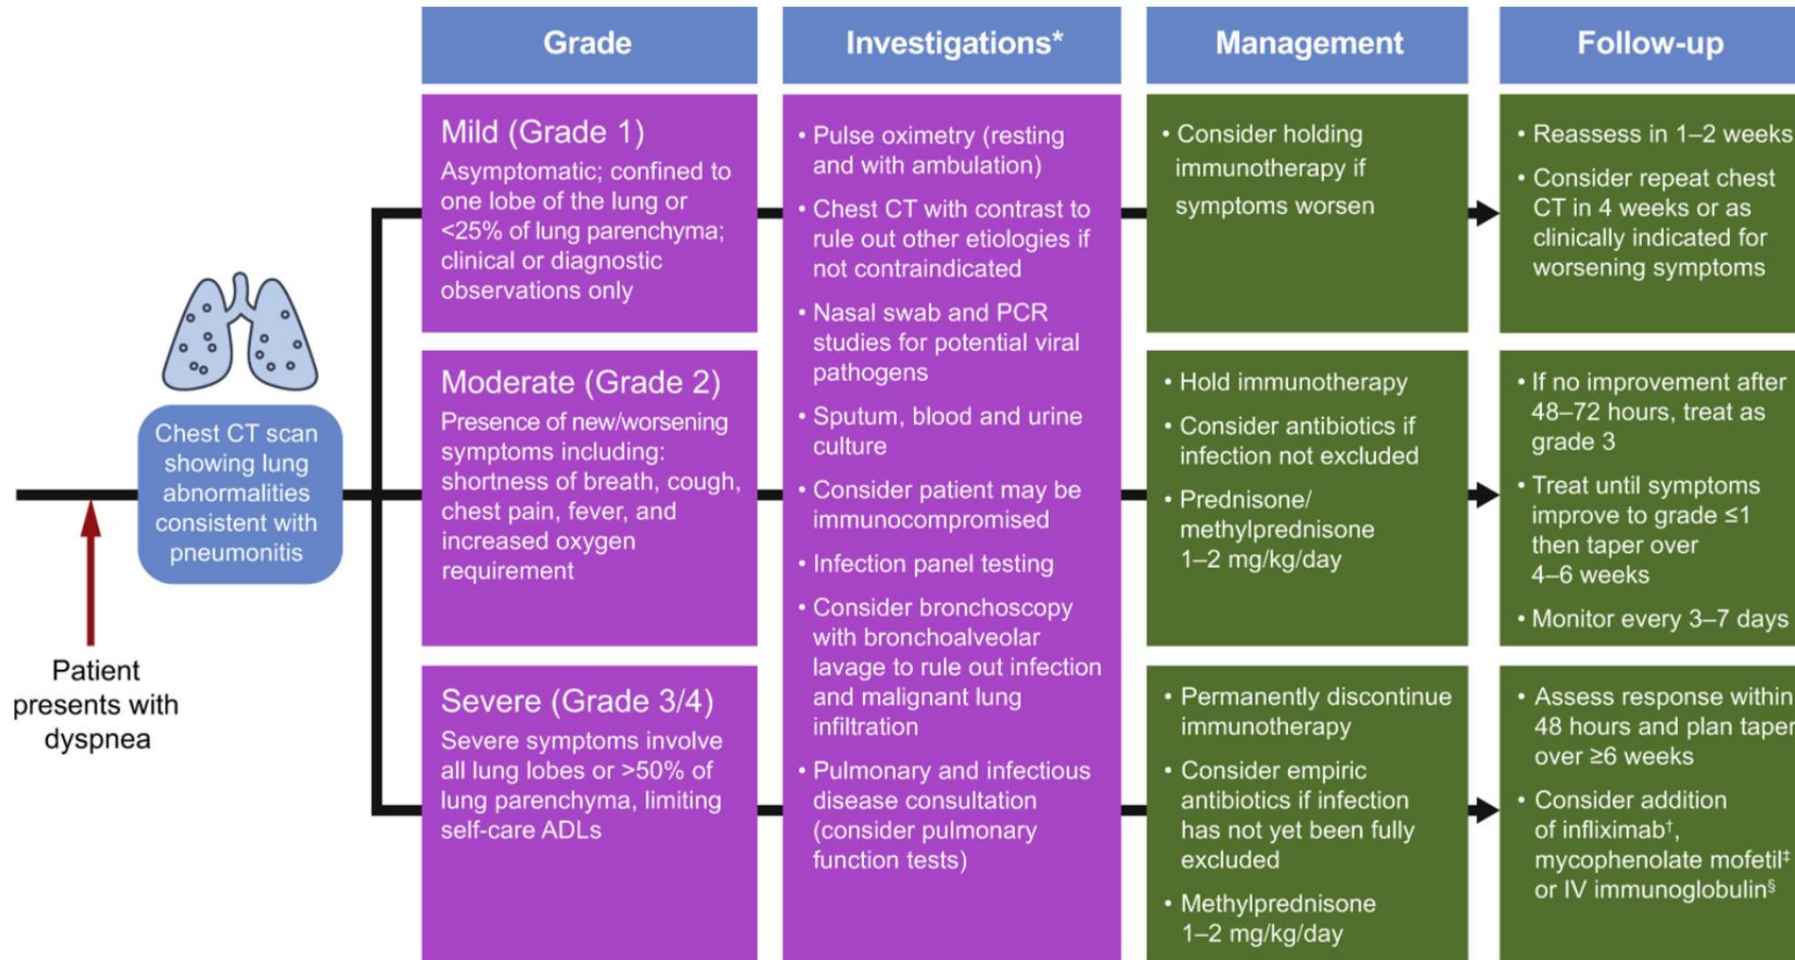 Grade
Investigations*
Management
Follow-up
Patient
presents with
dyspnea
Chest CT scan
showing lung
abnormalities
consistent with
pneumonitis
Mild (Grade 1)
Asymptomatic; confined to
one lobe of the lung or
<25% of lung parenchyma;
clinical or diagnostic
observations only
Moderate (Grade 2)
Presence of new/worsening
symptoms including:
shortness of breath, cough,
chest pain, fever, and
increased oxygen
requirement
Severe (Grade 3/4)
Severe symptoms involve
all lung lobes or >50% of
lung parenchyma, limiting
self-care ADLs
• Pulse oximetry (resting
and with ambulation)
• Chest CT with contrast to
rule out other etiologies if
not contraindicated
• Nasal swab and PCR
studies for potential viral
pathogens
• Sputum, blood and urine
culture
• Consider patient may be
immunocompromised
• Infection panel testing
• Consider bronchoscopy
with bronchoalveolar
lavage to rule out infection
and malignant lung
infiltration
• Pulmonary and infectious
disease consultation
(consider pulmonary
function tests)
• Consider holding
immunotherapy if
symptoms worsen
• Hold immunotherapy
• Consider antibiotics if
infection not excluded
• Prednisone/
methylprednisone
1–2 mg/kg/day
• Permanently discontinue
immunotherapy
• Consider empiric
antibiotics if infection
has not yet been fully
excluded
• Methylprednisone
1–2 mg/kg/day
• Reassess in 1–2 weeks
• Consider repeat chest
CT in 4 weeks or as
clinically indicated for
worsening symptoms
• If no improvement after
48–72 hours, treat as
grade 3
• Treat until symptoms
improve to grade ≤1
then taper over
4–6 weeks
• Monitor every 3–7 days
• Assess response within
48 hours and plan taper
over ≥6 weeks
• Consider addition
of infliximab†,
mycophenolate mofetil‡
or IV immunoglobulin§